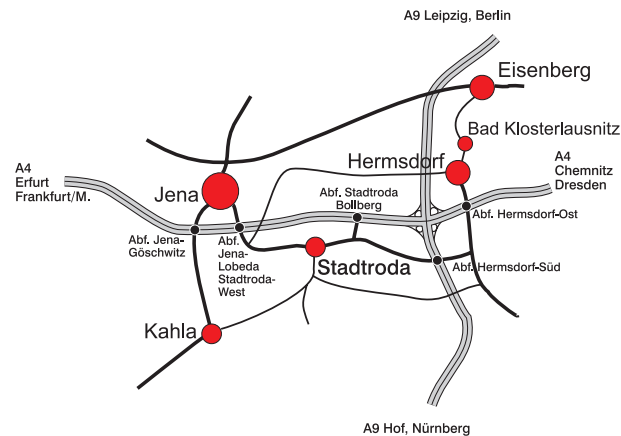 A9 Leipzig, Berlin
Eisenberg
Bad Klosterlausnitz
Hermsdorf
A4
Chemnitz
Dresden
A4
Erfurt
Frankfurt/M.
Jena
Abf. Stadtroda
Bollberg
Abf. Hermsdorf-Ost
Abf. Jena-
Göschwitz
Abf.
Jena-
Lobeda
Stadtroda-
West
Stadtroda
Abf. Hermsdorf-Süd
Kahla
A9 Hof, Nürnberg